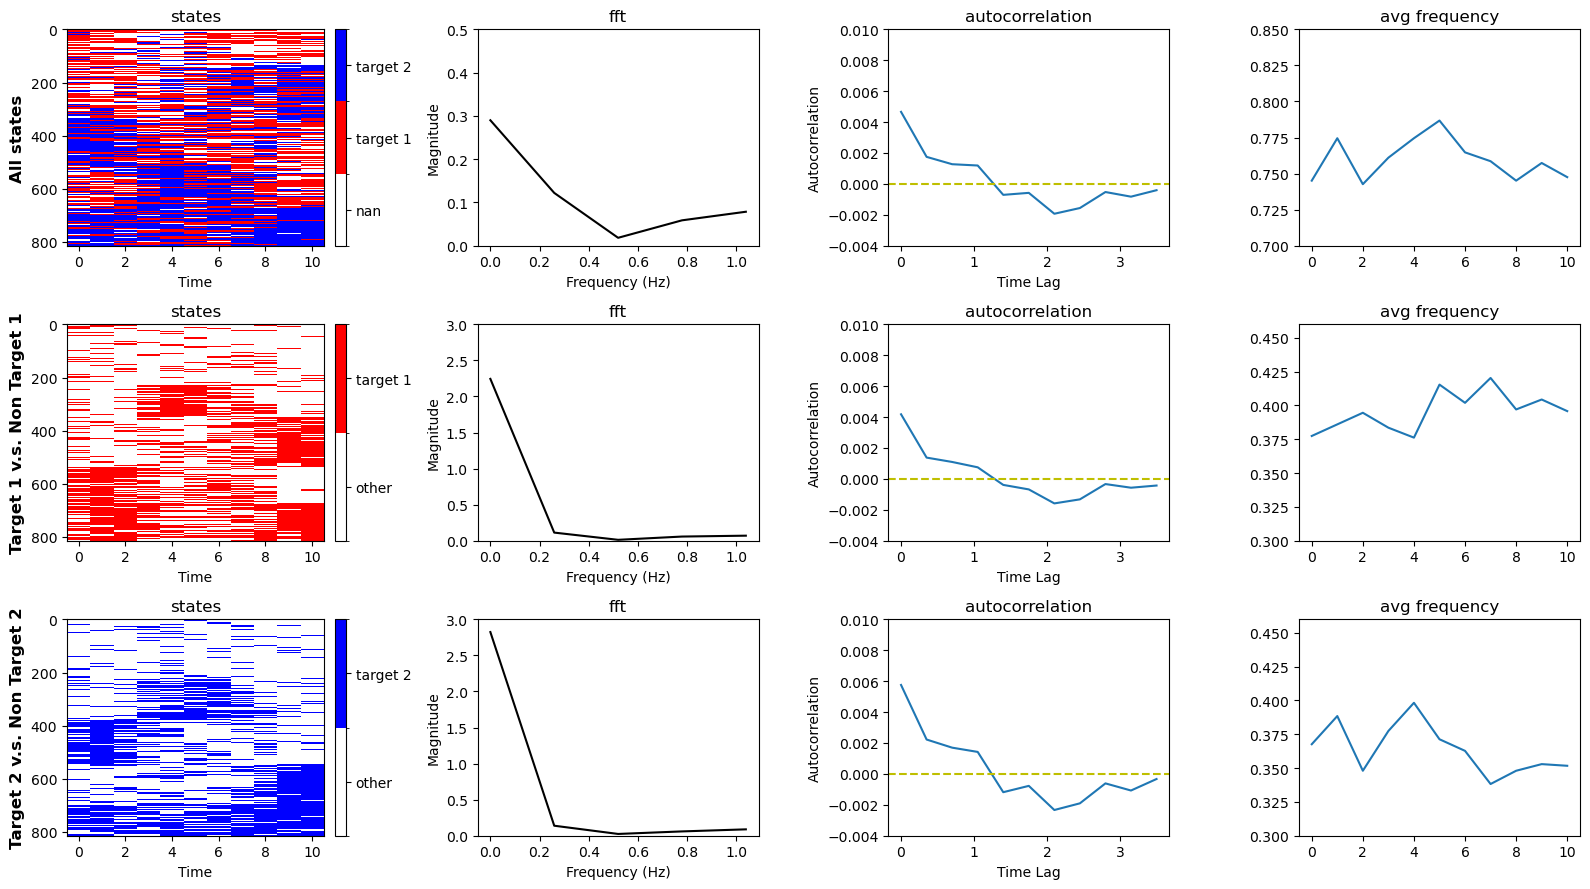 All states
states
0
200
400
600
800
0 2 4 6 8 10
Time
target 2
target 1
nan
fft
Magnitude
0.5
0.4
0.3
0.2
0.1
0.0
0.0 0.2 0.4 0.6 0.8 1.0
Frequency (Hz)
autocorrelation
Autocorrelation
0.010
0.008
0.006
0.004
0.002
0.000
−0.002
−0.004
0 1 2 3
Time Lag
avg frequency
0.850
0.825
0.800
0.775
0.750
0.725
0.700
0 2 4 6 8 10
Target 1 v.s. Non Target 1
states
0
200
400
600
800
0 2 4 6 8 10
Time
target 1
other
fft
Magnitude
3.0
2.5
2.0
1.5
1.0
0.5
0.0
0.0 0.2 0.4 0.6 0.8 1.0
Frequency (Hz)
autocorrelation
Autocorrelation
0.010
0.008
0.006
0.004
0.002
0.000
−0.002
−0.004
0 1 2 3
Time Lag
avg frequency
0.450
0.425
0.400
0.375
0.350
0.325
0.300
0 2 4 6 8 10
Target 2 v.s. Non Target 2
states
0
200
400
600
800
0 2 4 6 8 10
Time
target 2
other
fft
Magnitude
3.0
2.5
2.0
1.5
1.0
0.5
0.0
0.0 0.2 0.4 0.6 0.8 1.0
Frequency (Hz)
autocorrelation
Autocorrelation
0.010
0.008
0.006
0.004
0.002
0.000
−0.002
−0.004
0 1 2 3
Time Lag
avg frequency
0.450
0.425
0.400
0.375
0.350
0.325
0.300
0 2 4 6 8 10